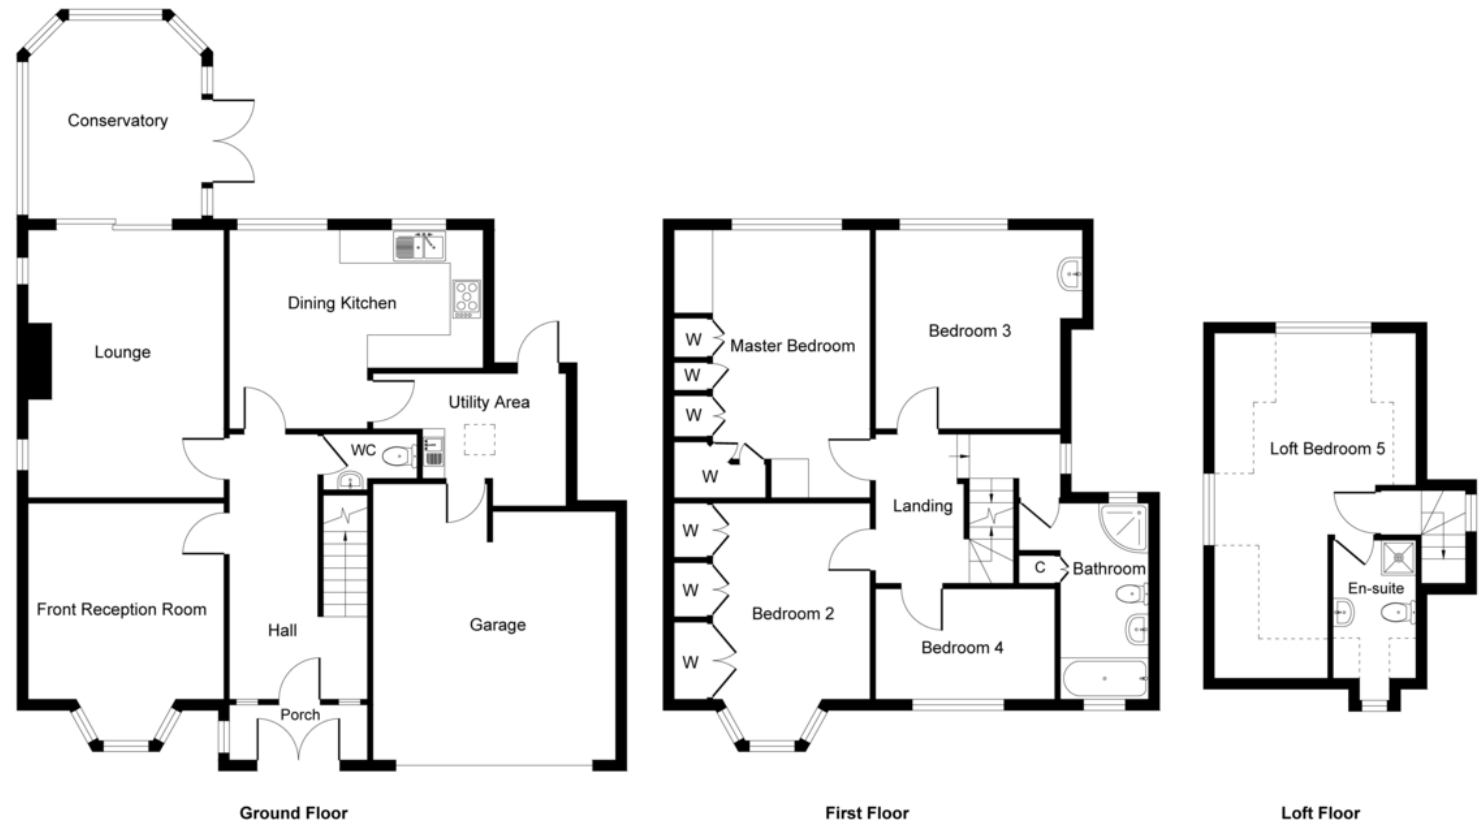 Conservatory
Lounge
Dining Kitchen
Utility Area
WC
Front Reception Room
Hall
Garage
Porch
Ground Floor
W
W
W
W
Master Bedroom
Bedroom 3
Landing
W
W
W
Bedroom 2
Bedroom 4
C
Bathroom
First Floor
Loft Bedroom 5
En-suite
Loft Floor